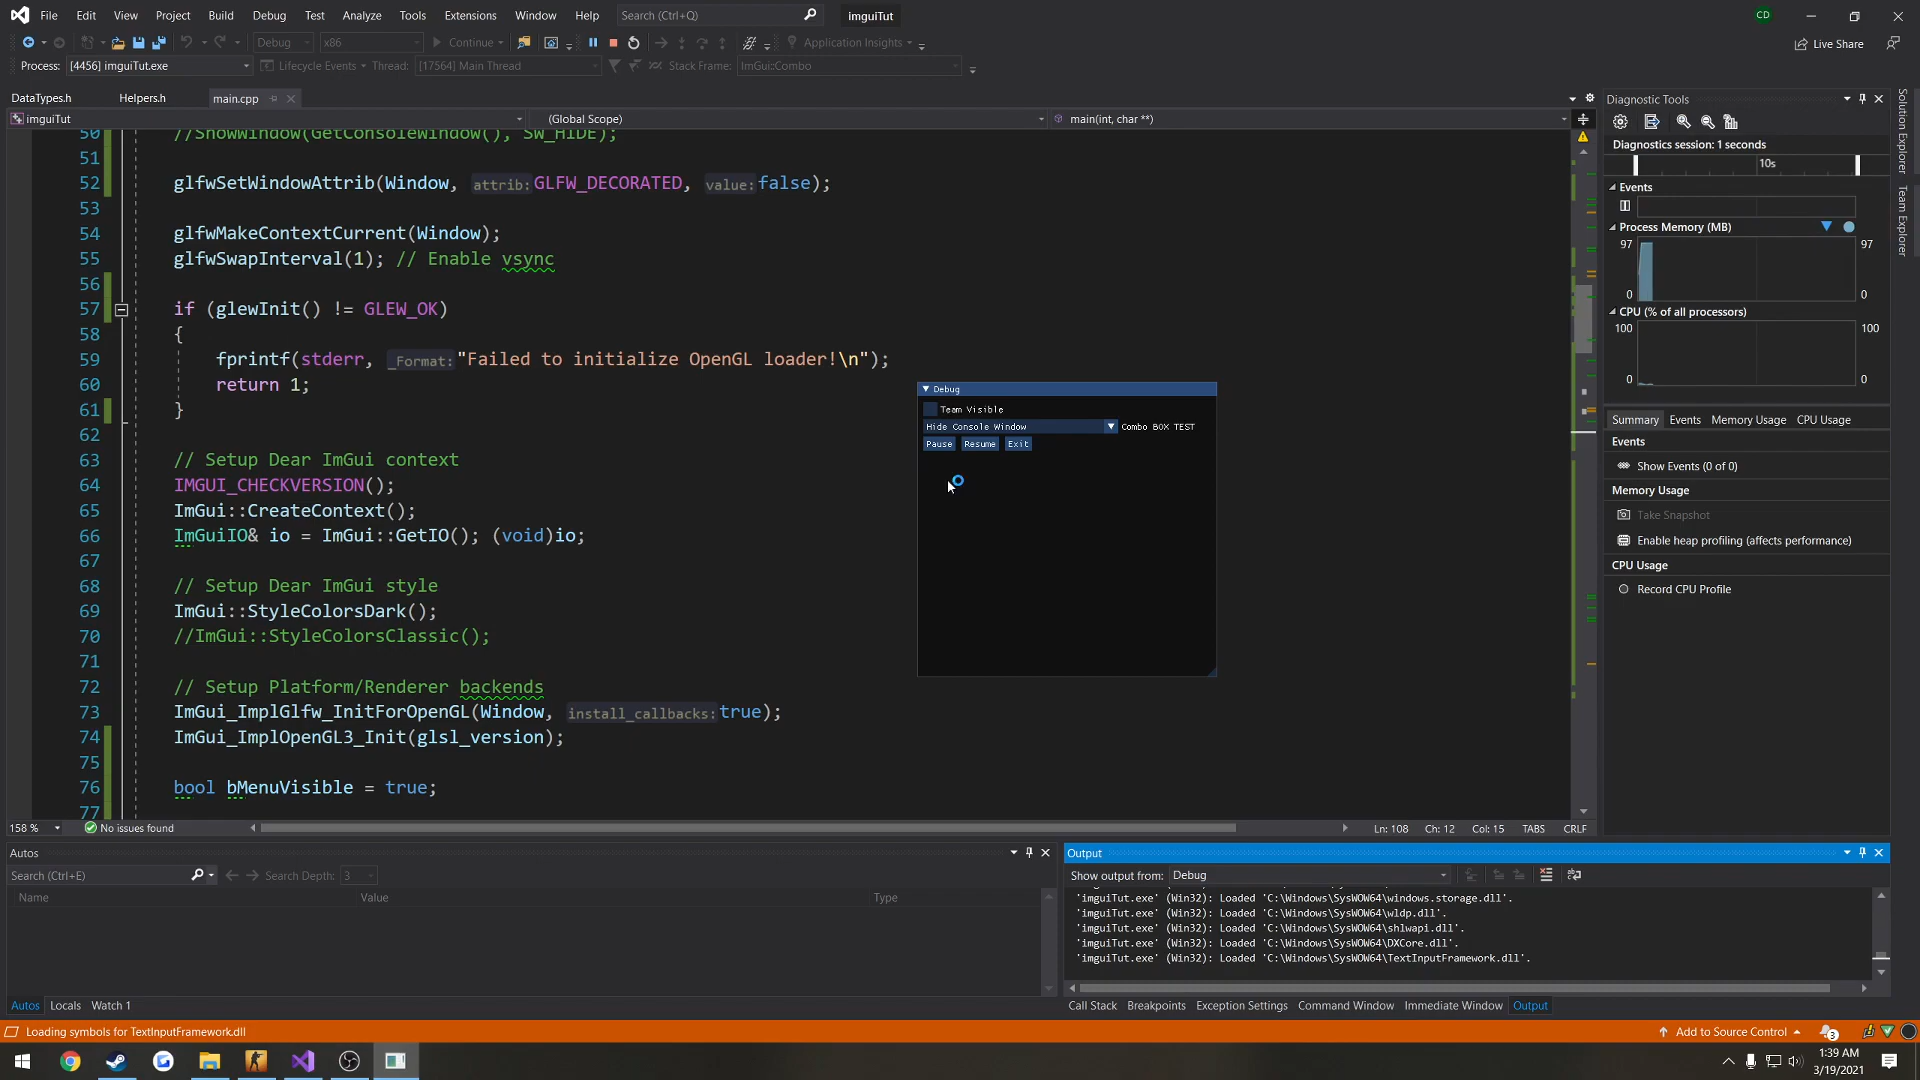 File Edit View Project Build Debug Test Analyze Tools Extensions Window Help Search (Ctrl+Q) imguiTut CD
Debug x86 Continue Application Insights Live Share
Process: [4456] imguiTut.exe Lifecycle Events Thread: [17564] Main Thread Stack Frame: ImGui::Combo
DataTypes.h Helpers.h main.cpp
imguiTut (Global Scope) main(int, char **)
50 //ShowWindow(GetConsoleWindow(), SW_HIDE);
51
52 glfwSetWindowAttrib(Window, attrib:GLFW_DECORATED, value:false);
53
54 glfwMakeContextCurrent(Window);
55 glfwSwapInterval(1); // Enable vsync
56
57 if (glewInit() != GLEW_OK)
58 {
59 fprintf(stderr, _Format:"Failed to initialize OpenGL loader!\n");
60 return 1;
61 }
62
63 // Setup Dear ImGui context
64 IMGUI_CHECKVERSION();
65 ImGui::CreateContext();
66 ImGuiIO& io = ImGui::GetIO(); (void)io;
67
68 // Setup Dear ImGui style
69 ImGui::StyleColorsDark();
70 //ImGui::StyleColorsClassic();
71
72 // Setup Platform/Renderer backends
73 ImGui_ImplGlfw_InitForOpenGL(Window, install_callbacks:true);
74 ImGui_ImplOpenGL3_Init(glsl_version);
75
76 bool bMenuVisible = true;
77
Debug
Team Visible
Hide Console Window Combo BOX TEST
Pause Resume Exit
158 % No issues found Ln: 108 Ch: 12 Col: 15 TABS CRLF
Diagnostic Tools
Diagnostics session: 1 seconds
10s
Events
Process Memory (MB)
97 97
0 0
CPU (% of all processors)
100 100
0 0
Summary Events Memory Usage CPU Usage
Events
Show Events (0 of 0)
Memory Usage
Take Snapshot
Enable heap profiling (affects performance)
CPU Usage
Record CPU Profile
Solution Explorer
Team Explorer
Autos
Search (Ctrl+E) Search Depth: 3
Name Value Type
Autos Locals Watch 1
Output
Show output from: Debug
'imguiTut.exe' (Win32): Loaded 'C:\Windows\SysWOW64\windows.storage.dll'.
'imguiTut.exe' (Win32): Loaded 'C:\Windows\SysWOW64\wldp.dll'.
'imguiTut.exe' (Win32): Loaded 'C:\Windows\SysWOW64\shlwapi.dll'.
'imguiTut.exe' (Win32): Loaded 'C:\Windows\SysWOW64\DXCore.dll'.
'imguiTut.exe' (Win32): Loaded 'C:\Windows\SysWOW64\TextInputFramework.dll'.
Call Stack Breakpoints Exception Settings Command Window Immediate Window Output
Loading symbols for TextInputFramework.dll Add to Source Control 3
1:39 AM
3/19/2021